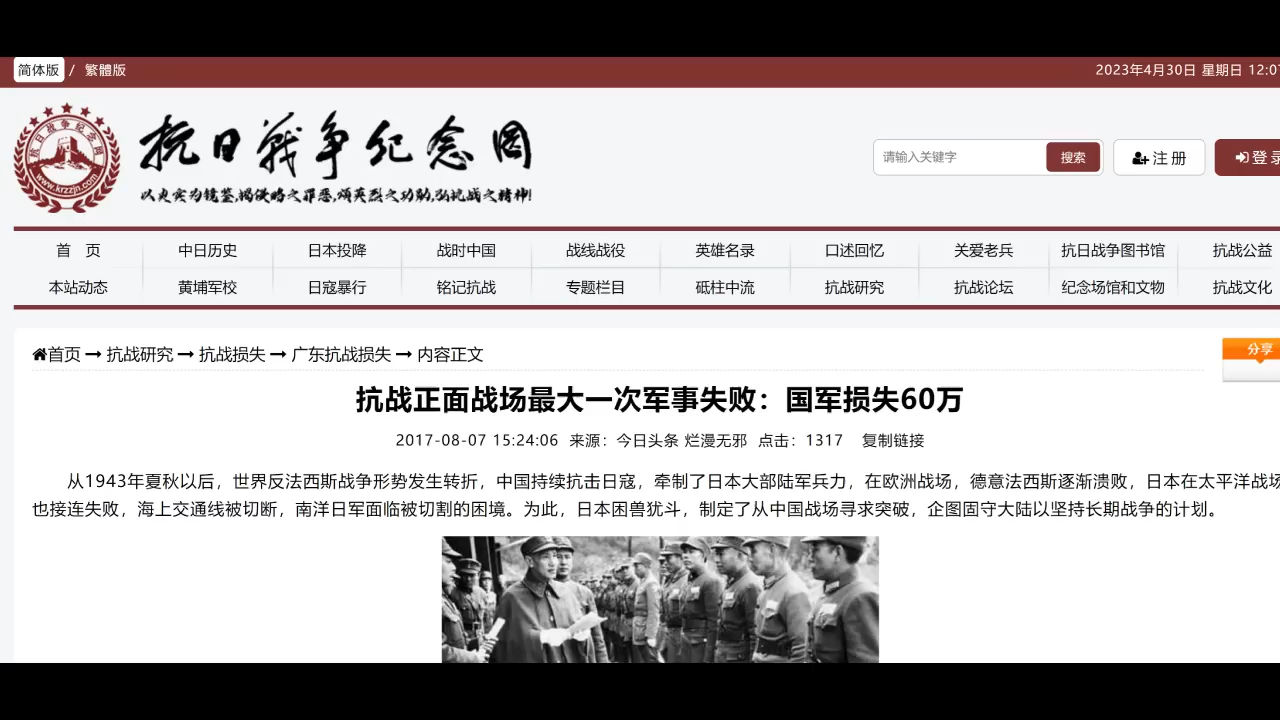 简体版 / 繁體版
2023年4月30日 星期日 12:07
抗日战争纪念网
www.krzzjn.com
抗日战争纪念网
以史实为镜鉴,揭侵略之罪恶,颂英烈之功勋,弘抗战之精神!
请输入关键字
搜索
注 册
登 录
首 页 中日历史 日本投降 战时中国 战线战役 英雄名录 口述回忆 关爱老兵 抗日战争图书馆 抗战公益
本站动态 黄埔军校 日寇暴行 铭记抗战 专题栏目 砥柱中流 抗战研究 抗战论坛 纪念场馆和文物 抗战文化
首页 → 抗战研究 → 抗战损失 → 广东抗战损失 → 内容正文
分享
抗战正面战场最大一次军事失败：国军损失60万
2017-08-07 15:24:06 来源：今日头条 烂漫无邪 点击：1317 复制链接
从1943年夏秋以后，世界反法西斯战争形势发生转折，中国持续抗击日寇，牵制了日本大部陆军兵力，在欧洲战场，德意法西斯逐渐溃败，日本在太平洋战场
也接连失败，海上交通线被切断，南洋日军面临被切割的困境。为此，日本困兽犹斗，制定了从中国战场寻求突破，企图固守大陆以坚持长期战争的计划。